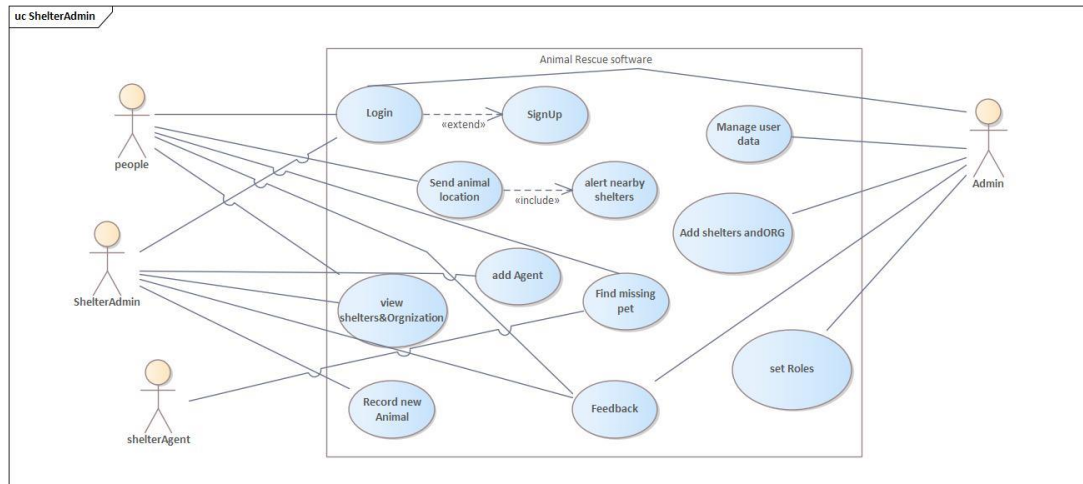 uc ShelterAdmin
Animal Rescue software
Login
«extend»
SignUp
people
Manage user
data
Admin
Send animal
location
«include»
alert nearby
shelters
Add shelters andORG
ShelterAdmin
add Agent
view
shelters&Orgnization
Find missing
pet
set Roles
shelterAgent
Record new
Animal
Feedback